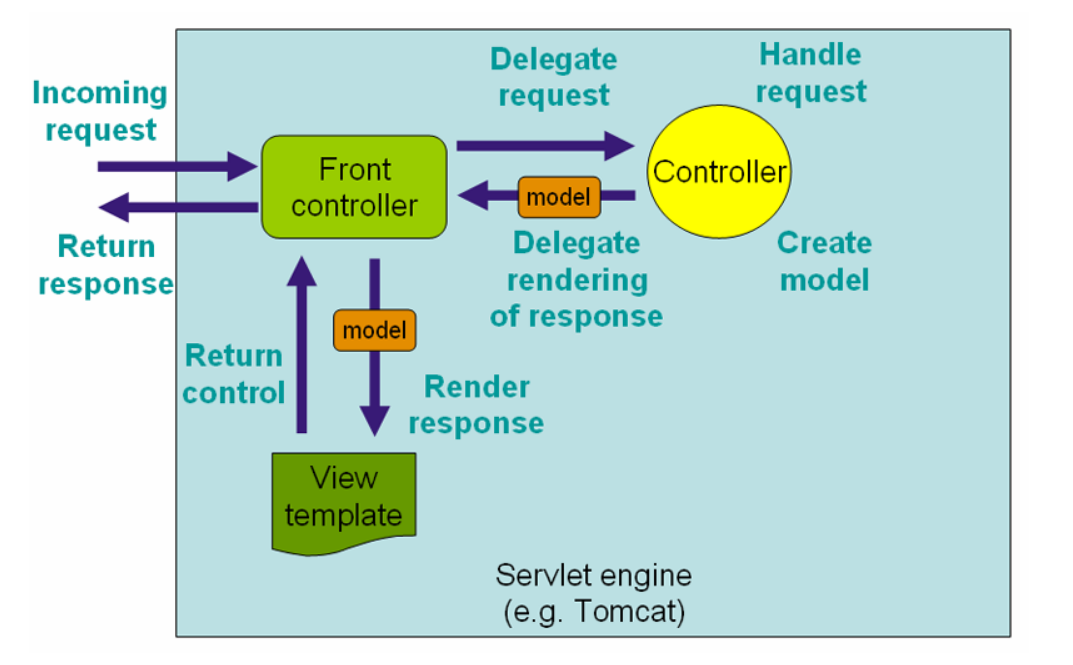 Incoming
request
Return
response
Front
controller
Delegate
request
Handle
request
Controller
model
Delegate
rendering
of response
Create
model
model
Return
control
Render
response
View
template
Servlet engine
(e.g. Tomcat)